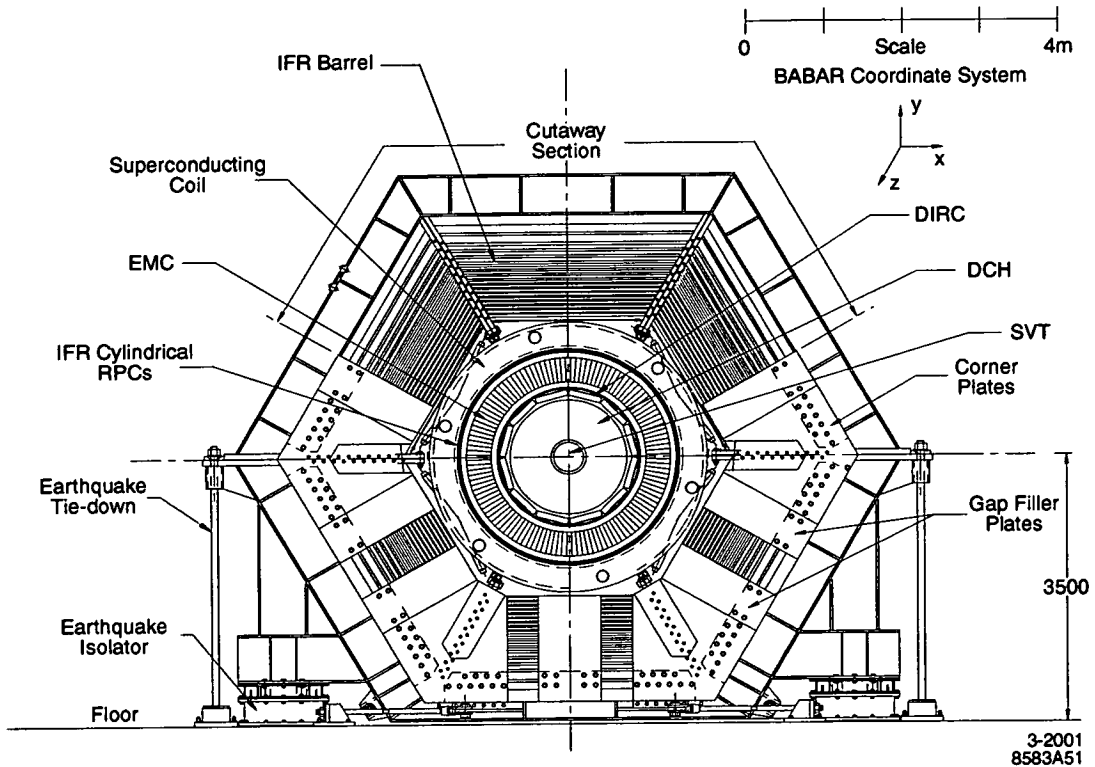 0
Scale
4m
BABAR Coordinate System
y
x
z
IFR Barrel
Cutaway
Section
Superconducting
Coil
DIRC
EMC
DCH
SVT
IFR Cylindrical
RPCs
Corner
Plates
Earthquake
Tie-down
Gap Filler
Plates
3500
Earthquake
Isolator
Floor
3-2001
8583A51